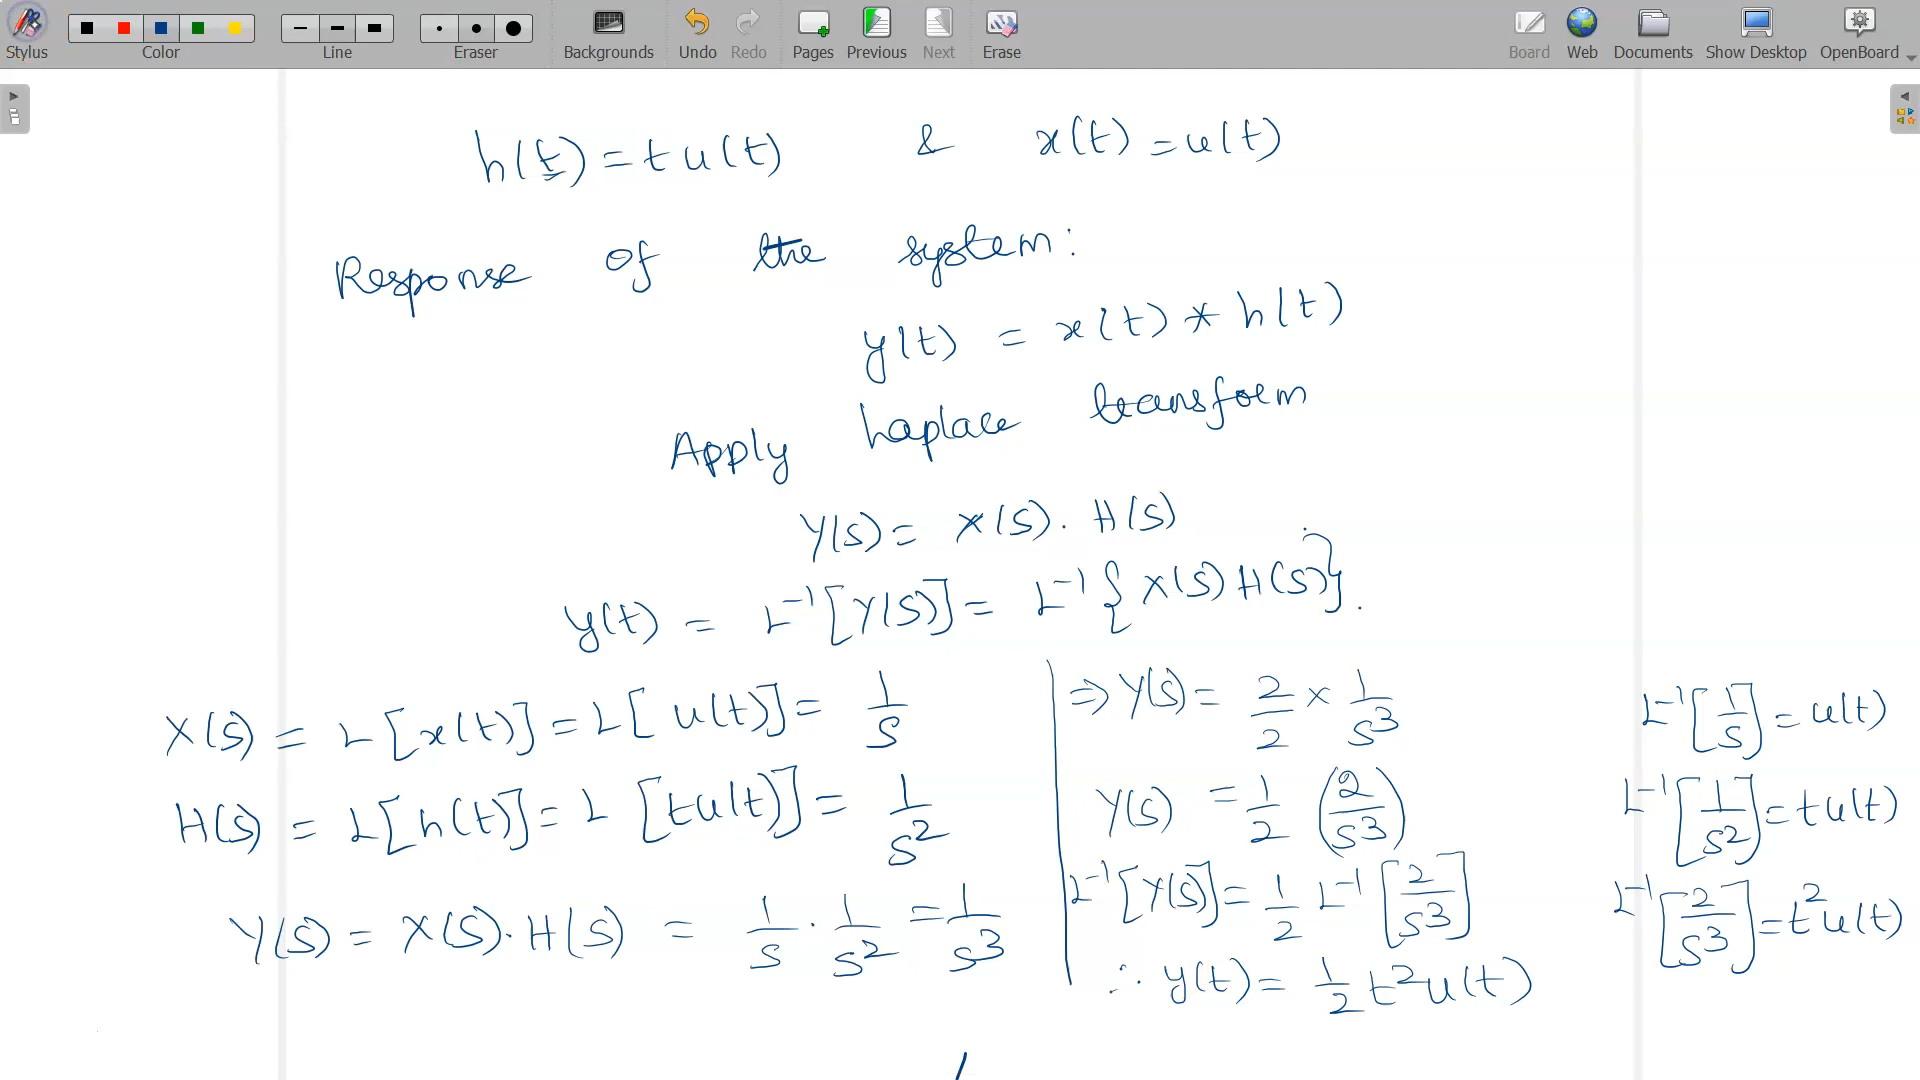 Stylus Color Line Eraser Backgrounds Undo Redo Pages Previous Next Erase Board Web Documents Show Desktop OpenBoard
h(t) = t u(t) & x(t) = u(t)
Response of the system:
y(t) = x(t) * h(t)
Apply Laplace transform
Y(S) = X(S) . H(S)
y(t) = L⁻¹[Y(S)] = L⁻¹{X(S) H(S)}.
X(S) = L[x(t)] = L[u(t)] = 1/S
H(S) = L[h(t)] = L[t u(t)] = 1/S²
Y(S) = X(S). H(S) = 1/S . 1/S² = 1/S³
⇒ Y(S) = 2/2 × 1/S³
Y(S) = 1/2 (2/S³)
L⁻¹[Y(S)] = 1/2 L⁻¹[2/S³]
∴ y(t) = 1/2 t² u(t)
L⁻¹[1/S] = u(t)
L⁻¹[1/S²] = t u(t)
L⁻¹[2/S³] = t² u(t)